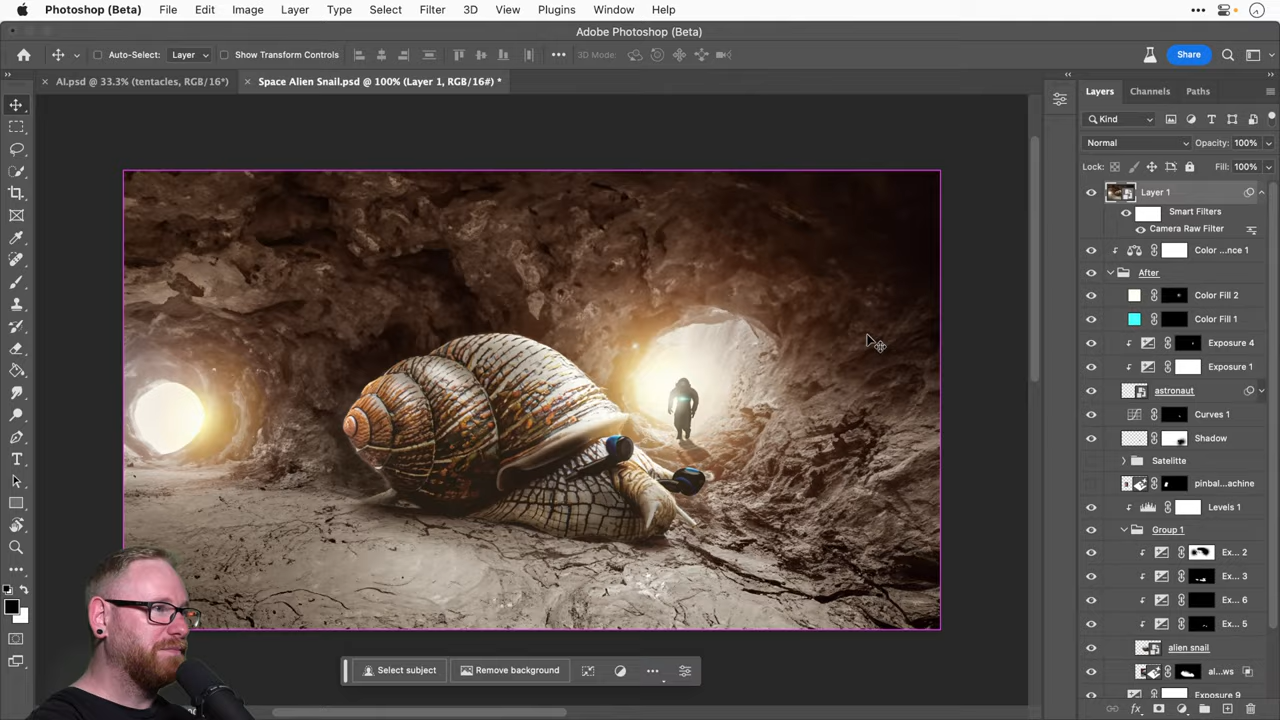 Photoshop (Beta) File Edit Image Layer Type Select Filter 3D View Plugins Window Help
Adobe Photoshop (Beta)
Auto-Select: Layer Show Transform Controls 3D Mode: Share
AI.psd @ 33.3% (tentacles, RGB/16*) Space Alien Snail.psd @ 100% (Layer 1, RGB/16#) *
Layers Channels Paths
Kind
Normal Opacity: 100%
Lock: Fill: 100%
Layer 1
Smart Filters
Camera Raw Filter
Color ...nce 1
After
Color Fill 2
Color Fill 1
Exposure 4
Exposure 1
astronaut
Curves 1
Shadow
Satelitte
pinbal...achine
Levels 1
Group 1
Ex... 2
Ex... 3
Ex... 6
Ex... 5
alien snail
al...ws
Exposure 9
Select subject Remove background